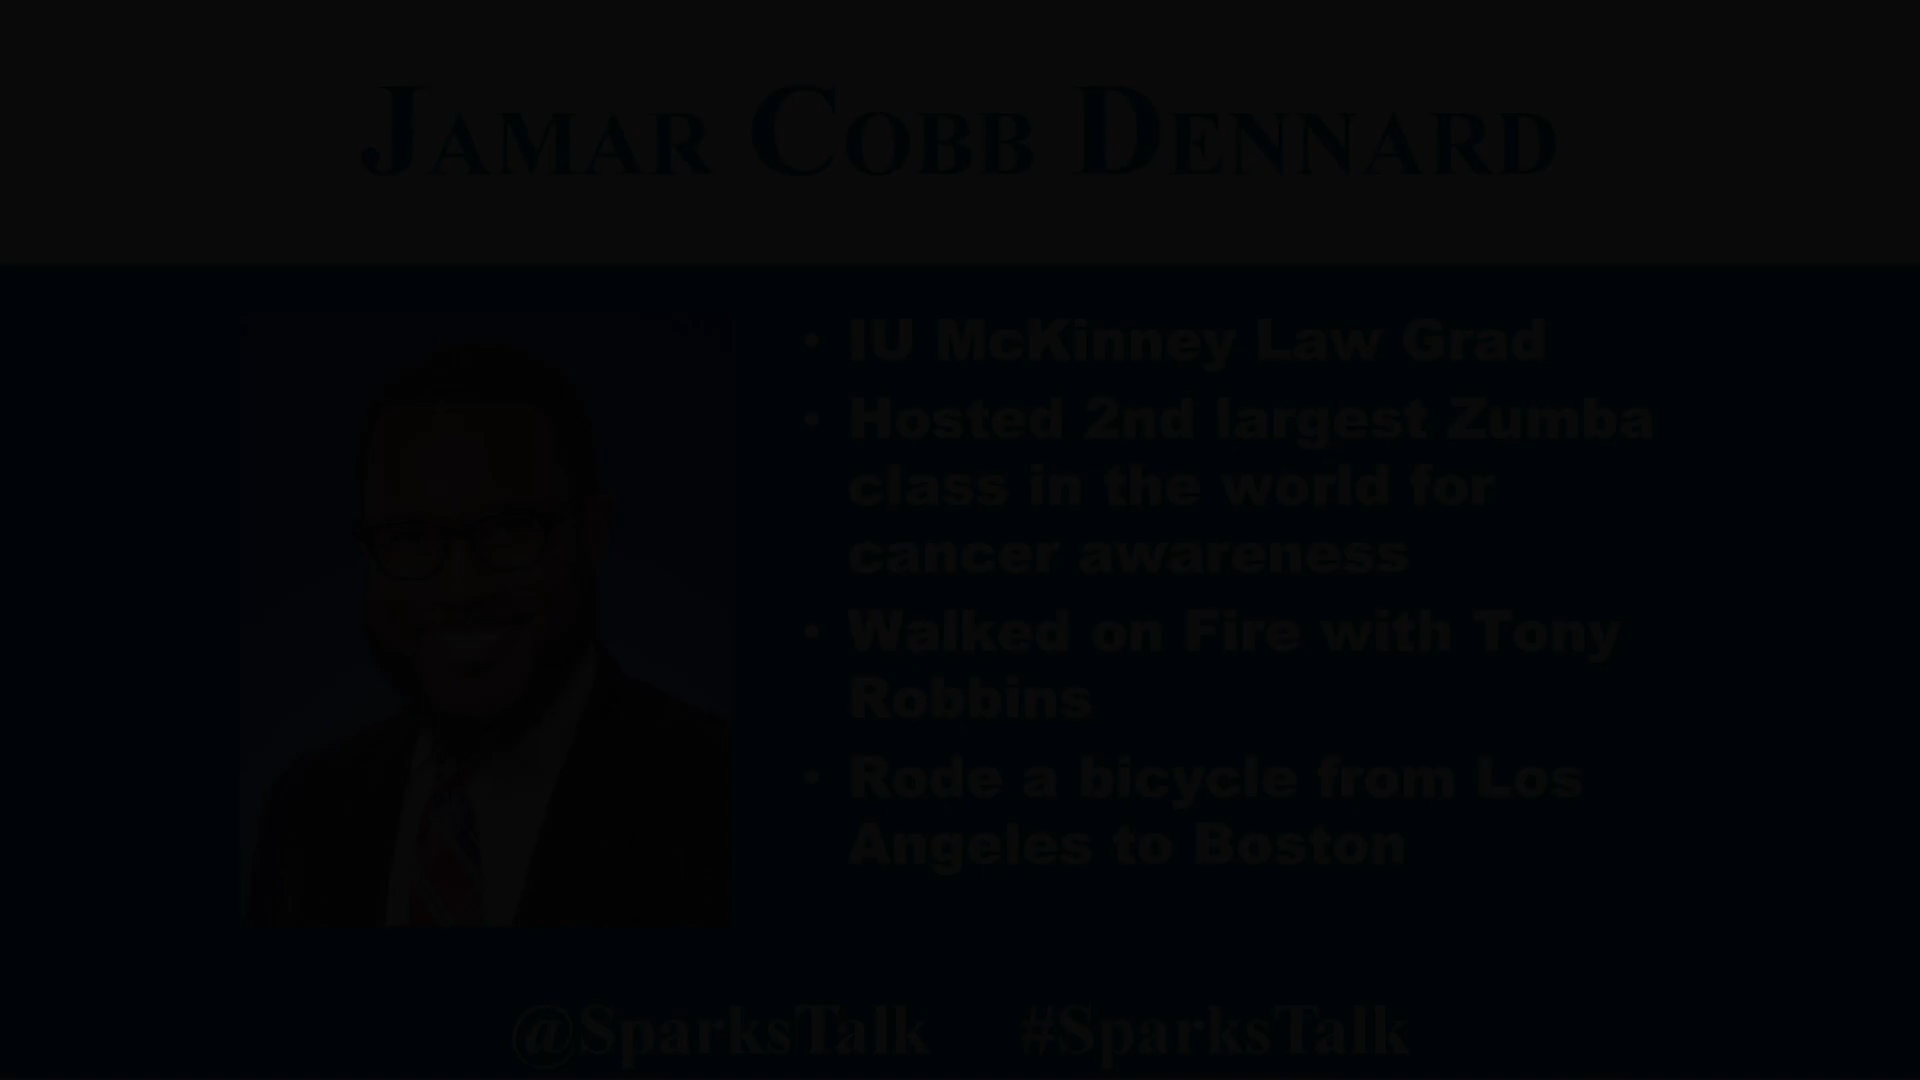 JAMAR COBB DENNARD
• IU McKinney Law Grad
• Hosted 2nd largest Zumba
class in the world for
cancer awareness
• Walked on Fire with Tony
Robbins
• Rode a bicycle from Los
Angeles to Boston
@SparksTalk #SparksTalk